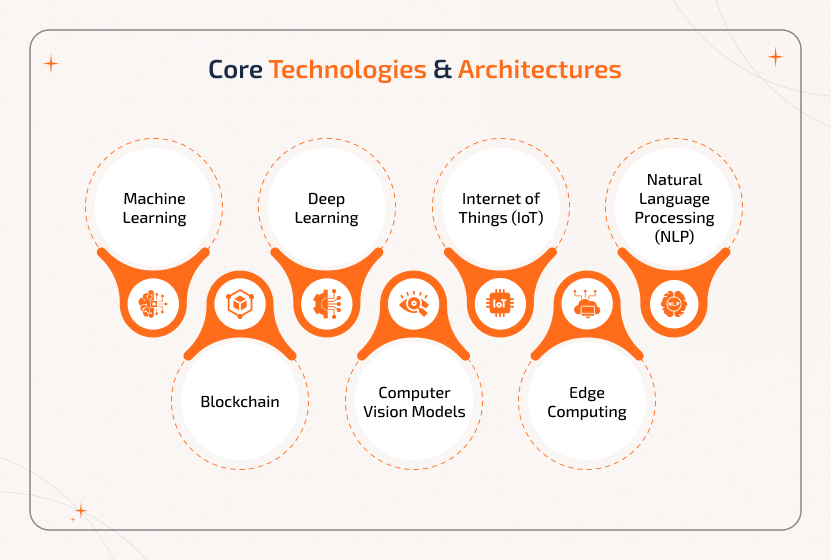 Core Technologies & Architectures
Machine
Learning
Deep
Learning
Internet of
Things (IoT)
Natural
Language
Processing
(NLP)
IoT
NLP
Blockchain
Computer
Vision Models
Edge
Computing